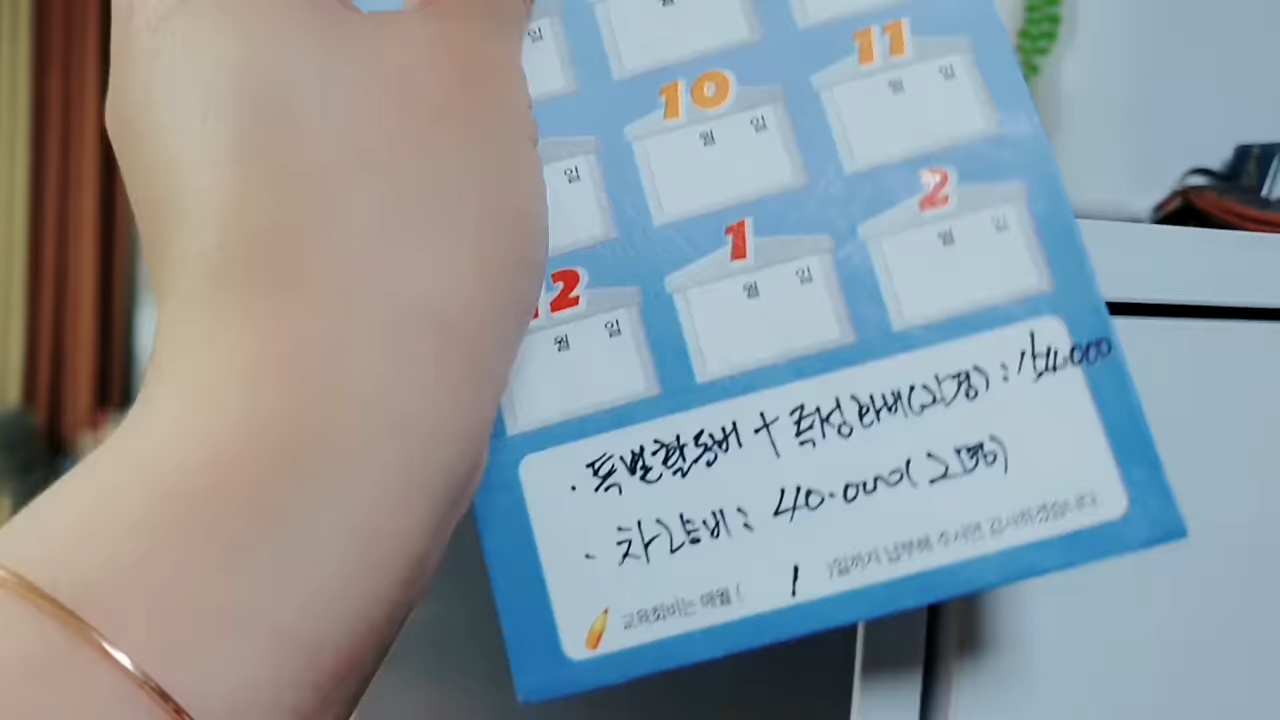 일
11
월 일
10
월 일
일
2
월 일
1
월 일
12
월 일
· 특별활동비 + 특성화비(2명) : 154,000
· 차량비 : 40.000(2명)
교육회비는 매월 ( 1 )일까지 납부해 주시면 감사하겠습니다